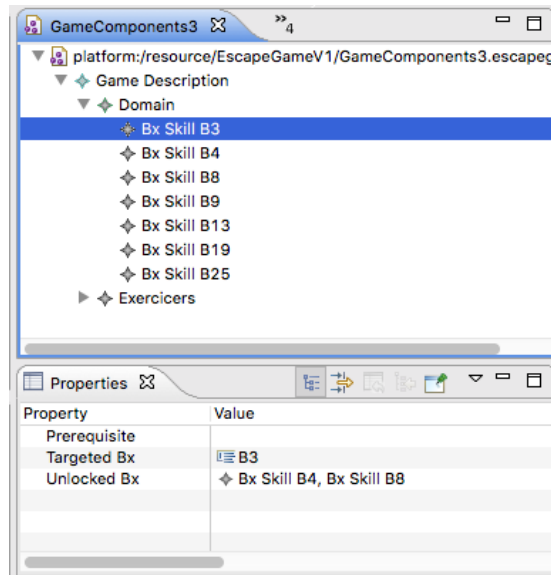 GameComponents3 »4
platform:/resource/EscapeGameV1/GameComponents3.escapeg
Game Description
Domain
Bx Skill B3
Bx Skill B4
Bx Skill B8
Bx Skill B9
Bx Skill B13
Bx Skill B19
Bx Skill B25
Exercicers
Properties
Property Value
Prerequisite
Targeted Bx B3
Unlocked Bx Bx Skill B4, Bx Skill B8